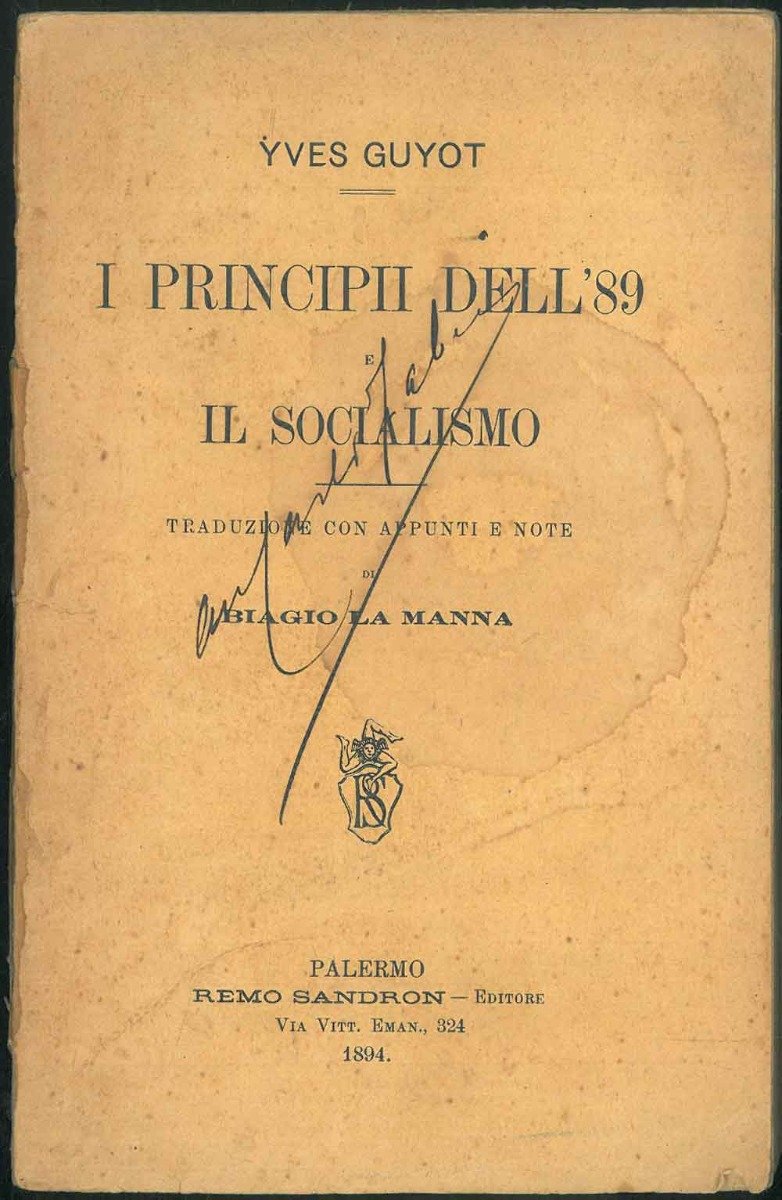 YVES GUYOT
I PRINCIPII DELL'89
E
IL SOCIALISMO
TRADUZIONE CON APPUNTI E NOTE
DI
BIAGIO LA MANNA
RS
PALERMO
REMO SANDRON — EDITORE
VIA VITT. EMAN., 324
1894.